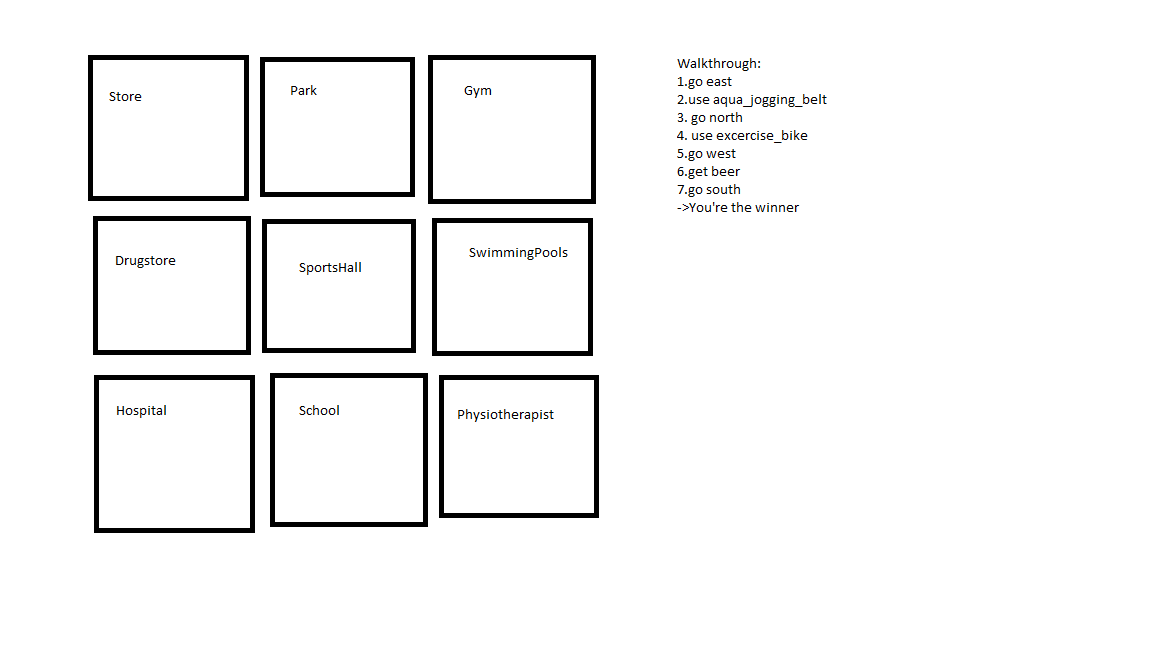 Store
Park
Gym
Drugstore
SportsHall
SwimmingPools
Hospital
School
Physiotherapist
Walkthrough:
1.go east
2.use aqua_jogging_belt
3. go north
4. use excercise_bike
5.go west
6.get beer
7.go south
->You're the winner